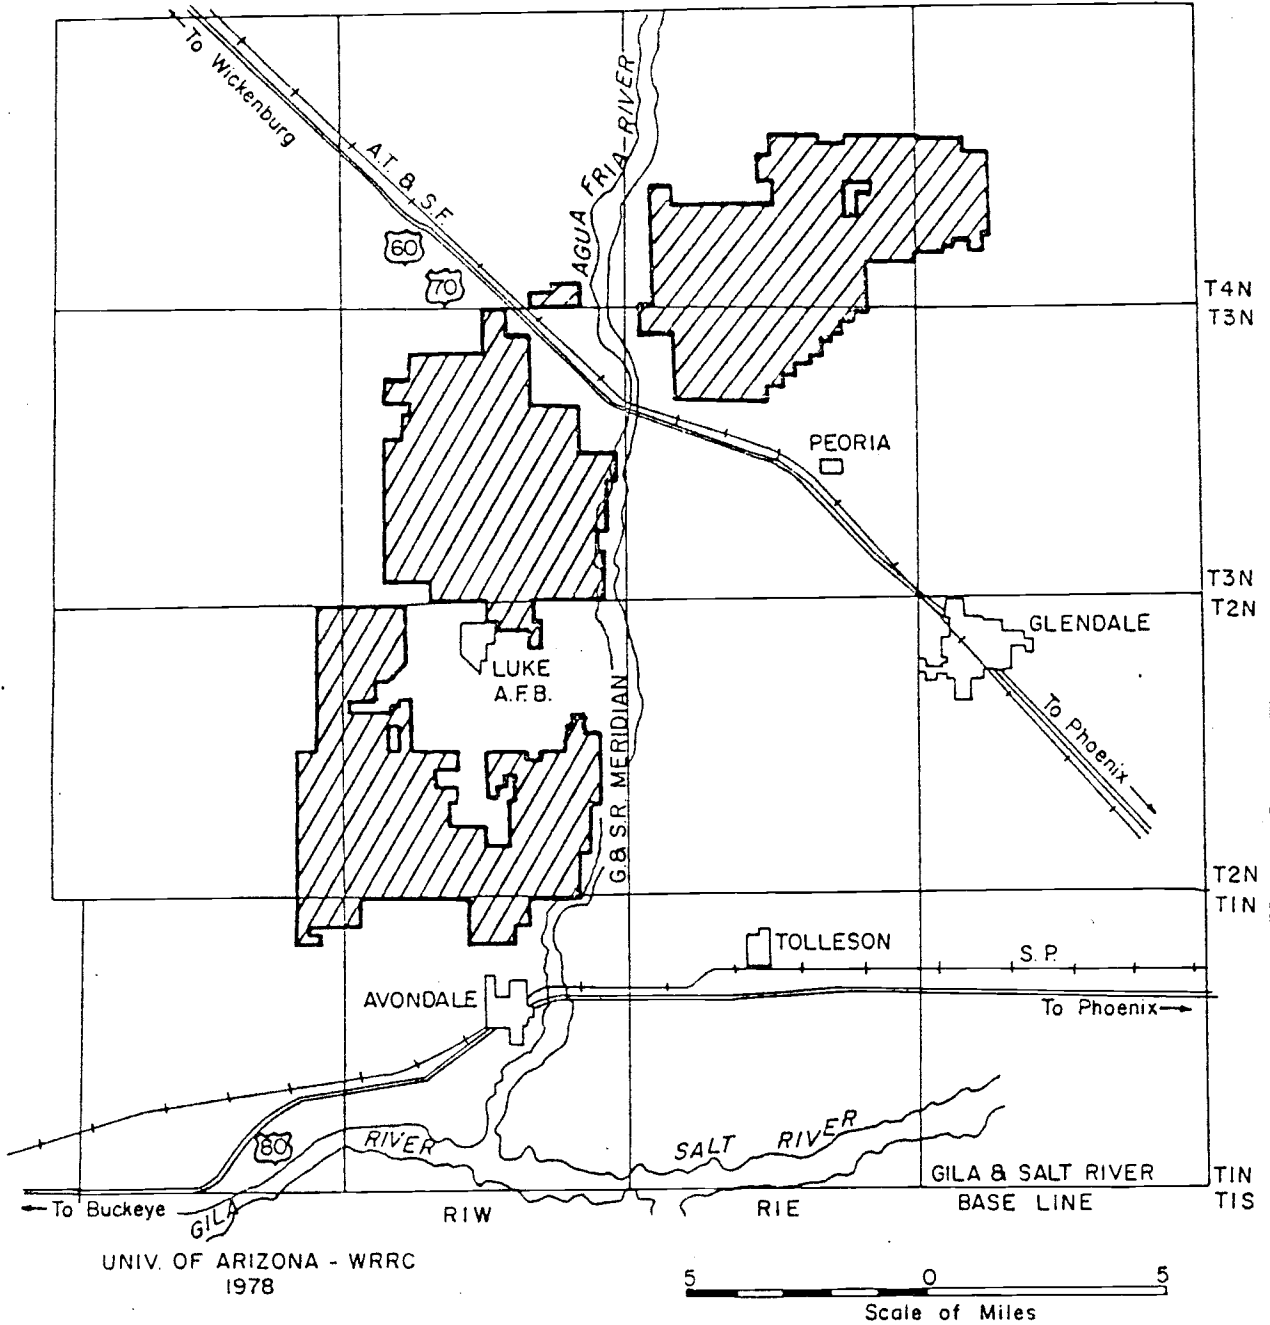 To Wickenburg
A.T. & S.F.
AGUA FRIA RIVER
60
70
T4N
T3N
PEORIA
T3N
T2N
GLENDALE
LUKE
A.F.B.
G.& S.R. MERIDIAN
To Phoenix
T2N
T1N
TOLLESON
S. P.
AVONDALE
To Phoenix
80
RIVER
SALT RIVER
GILA & SALT RIVER
BASE LINE
T1N
T1S
To Buckeye
GILA
R1W
R1E
UNIV. OF ARIZONA - WRRC
1978
5 0 5
Scale of Miles